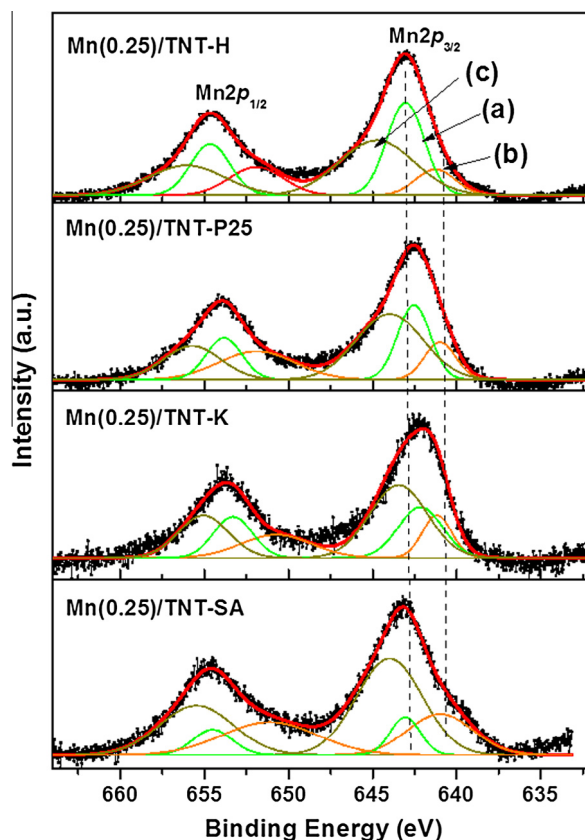 Mn(0.25)/TNT-H
Mn2p3/2
Mn2p1/2
(c)
(a)
(b)
Mn(0.25)/TNT-P25
Mn(0.25)/TNT-K
Mn(0.25)/TNT-SA
Intensity (a.u.)
660 655 650 645 640 635
Binding Energy (eV)